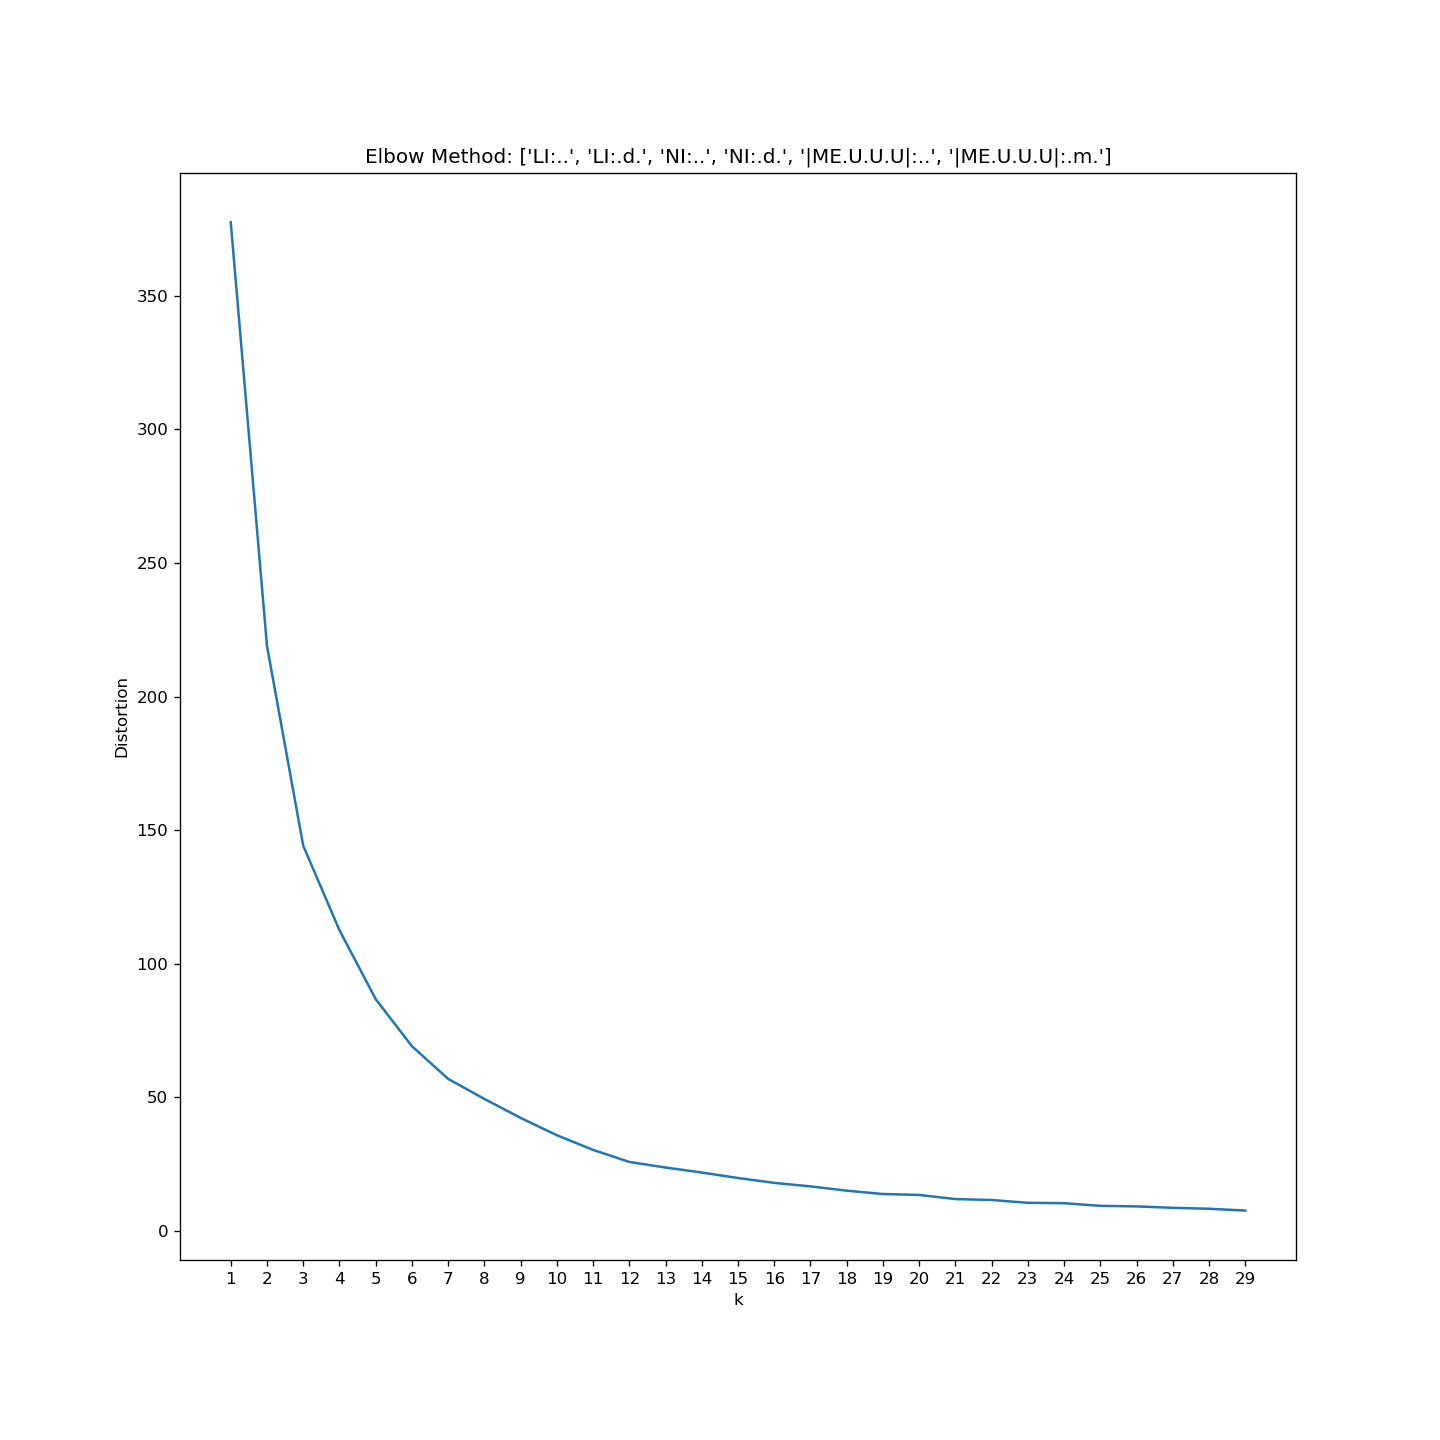 Elbow Method: ['LI:..', 'LI:.d.', 'NI:..', 'NI:.d.', '|ME.U.U.U|:..', '|ME.U.U.U|:.m.']
350
300
250
200
150
100
50
0
Distortion
1 2 3 4 5 6 7 8 9 10 11 12 13 14 15 16 17 18 19 20 21 22 23 24 25 26 27 28 29
k